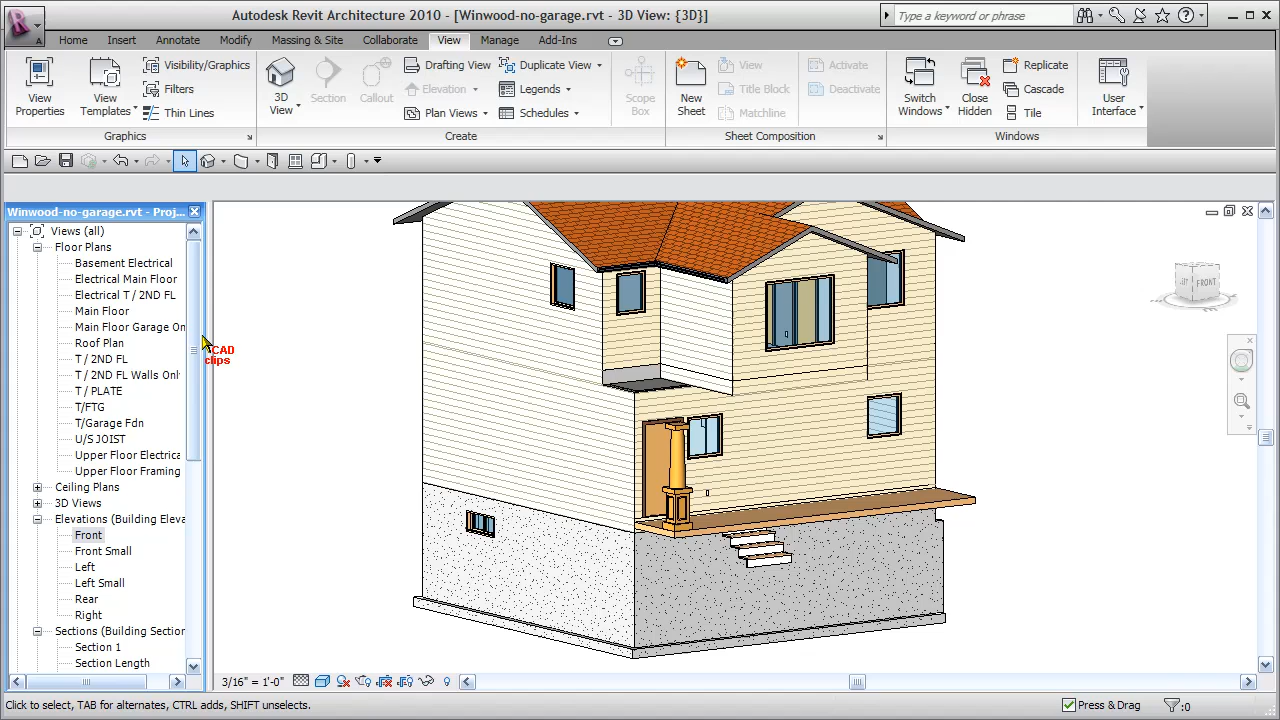 Autodesk Revit Architecture 2010 - [Winwood-no-garage.rvt - 3D View: {3D}]
Type a keyword or phrase
Home Insert Annotate Modify Massing & Site Collaborate View Manage Add-Ins
View Properties
View Templates
Visibility/Graphics
Filters
Thin Lines
3D View
Section
Callout
Drafting View
Elevation
Plan Views
Duplicate View
Legends
Schedules
Scope Box
New Sheet
View
Title Block
Matchline
Activate
Deactivate
Switch Windows
Close Hidden
Replicate
Cascade
Tile
User Interface
Graphics
Create
Sheet Composition
Windows
Winwood-no-garage.rvt - Proj...
Views (all)
Floor Plans
Basement Electrical
Electrical Main Floor
Electrical T / 2ND FL
Main Floor
Main Floor Garage On
Roof Plan
T / 2ND FL
T / 2ND FL Walls Onl
T / PLATE
T/FTG
T/Garage Fdn
U/S JOIST
Upper Floor Electrica
Upper Floor Framing
Ceiling Plans
3D Views
Elevations (Building Eleva
Front
Front Small
Left
Left Small
Rear
Right
Sections (Building Section
Section 1
Section Length
CAD
clips
FRONT
3/16" = 1'-0"
Click to select, TAB for alternates, CTRL adds, SHIFT unselects.
Press & Drag
:0